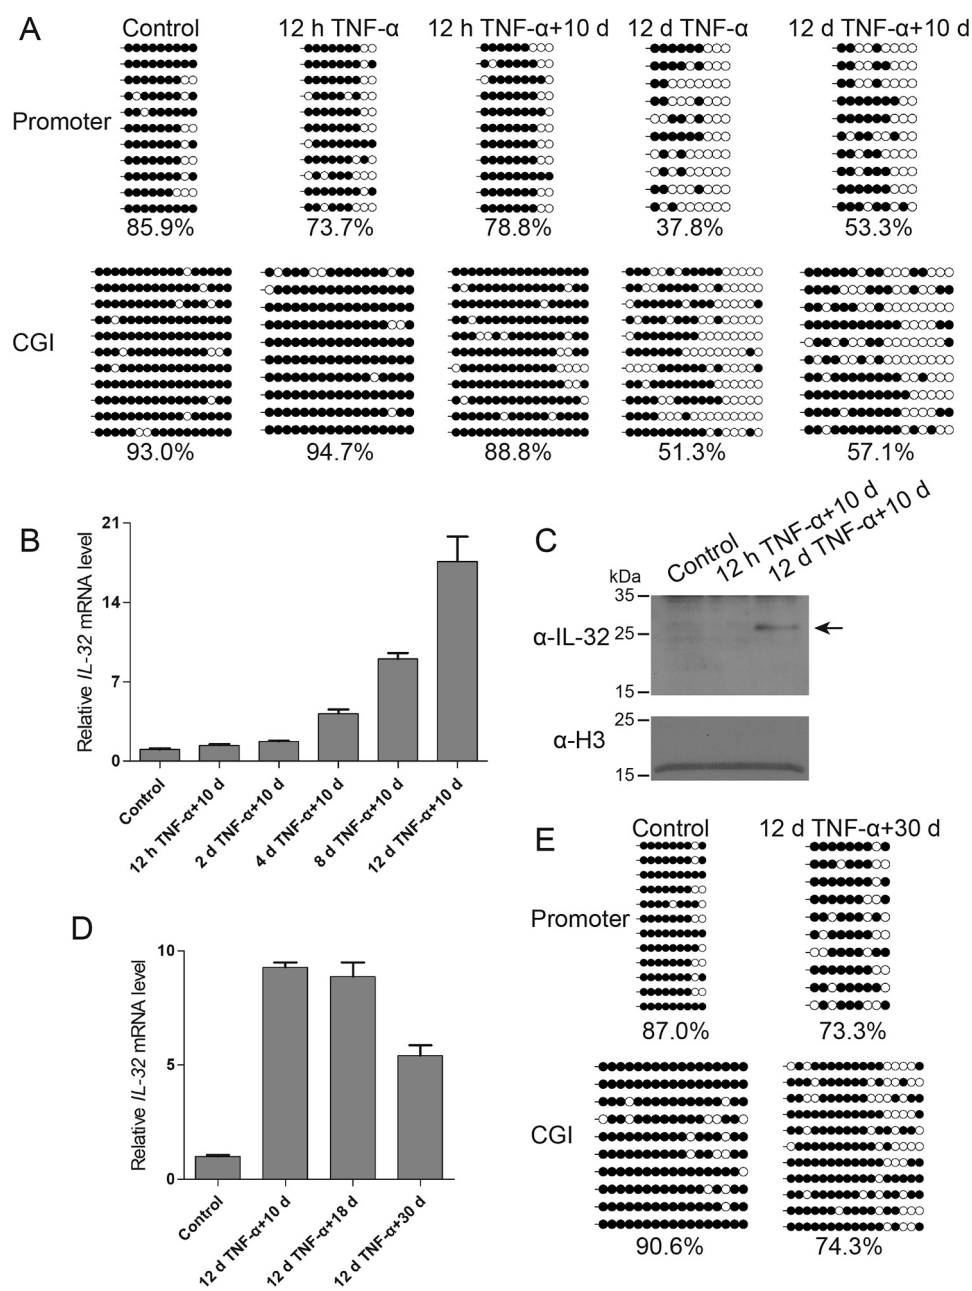 A
Control 12 h TNF-α 12 h TNF-α+10 d 12 d TNF-α 12 d TNF-α+10 d
Promoter
85.9% 73.7% 78.8% 37.8% 53.3%
CGI
93.0% 94.7% 88.8% 51.3% 57.1%
B
Relative IL-32 mRNA level
21
14
7
0
Control
12 h TNF-α+10 d
2 d TNF-α+10 d
4 d TNF-α+10 d
8 d TNF-α+10 d
12 d TNF-α+10 d
C
Control
12 h TNF-α+10 d
12 d TNF-α+10 d
kDa
35
α-IL-32
25
15
25
α-H3
15
D
Relative IL-32 mRNA level
10
5
0
Control
12 d TNF-α+10 d
12 d TNF-α+18 d
12 d TNF-α+30 d
E
Control 12 d TNF-α+30 d
Promoter
87.0% 73.3%
CGI
90.6% 74.3%